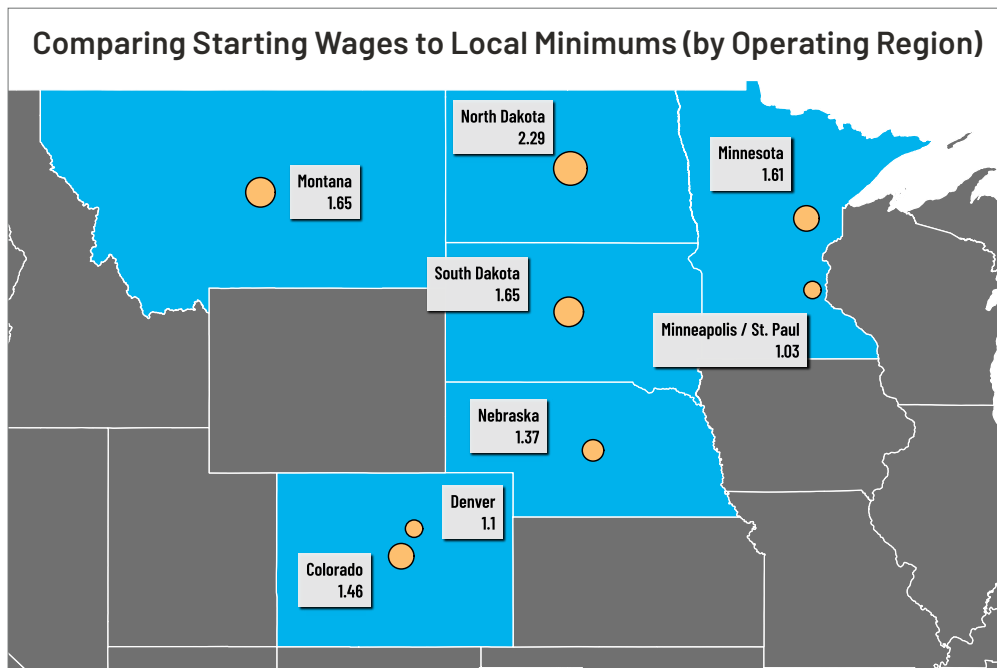 Comparing Starting Wages to Local Minimums (by Operating Region)
North Dakota
2.29
Minnesota
1.61
Montana
1.65
South Dakota
1.65
Minneapolis / St. Paul
1.03
Nebraska
1.37
Denver
1.1
Colorado
1.46